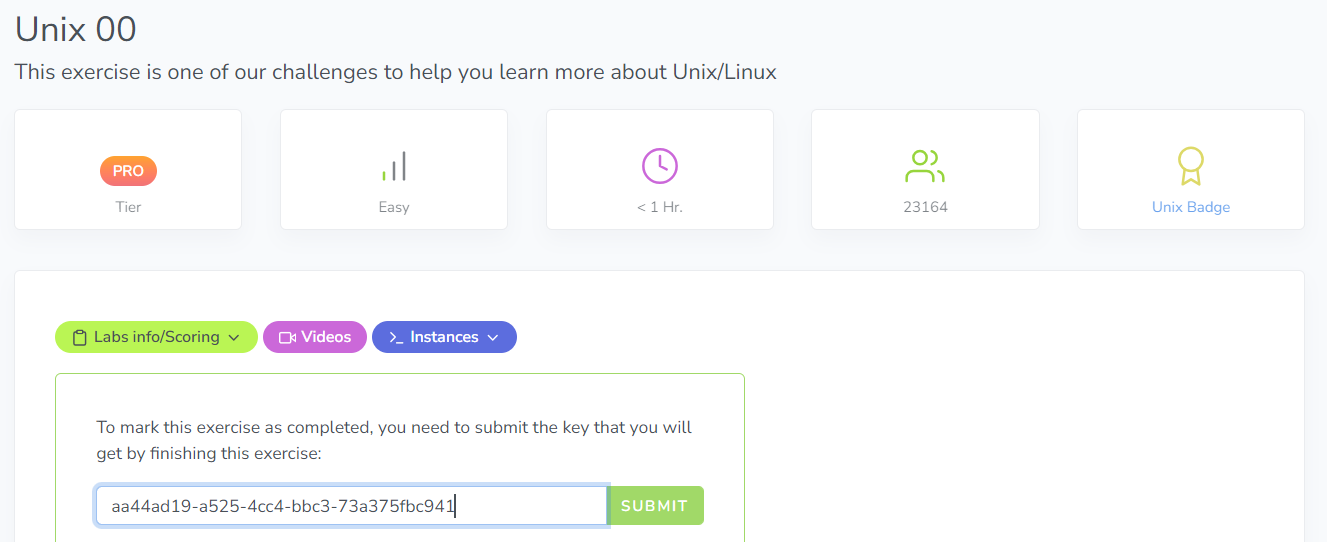 Unix 00
This exercise is one of our challenges to help you learn more about Unix/Linux
PRO
Tier
Easy
< 1 Hr.
23164
Unix Badge
Labs info/Scoring
Videos
Instances
To mark this exercise as completed, you need to submit the key that you will
get by finishing this exercise:
aa44ad19-a525-4cc4-bbc3-73a375fbc941
SUBMIT